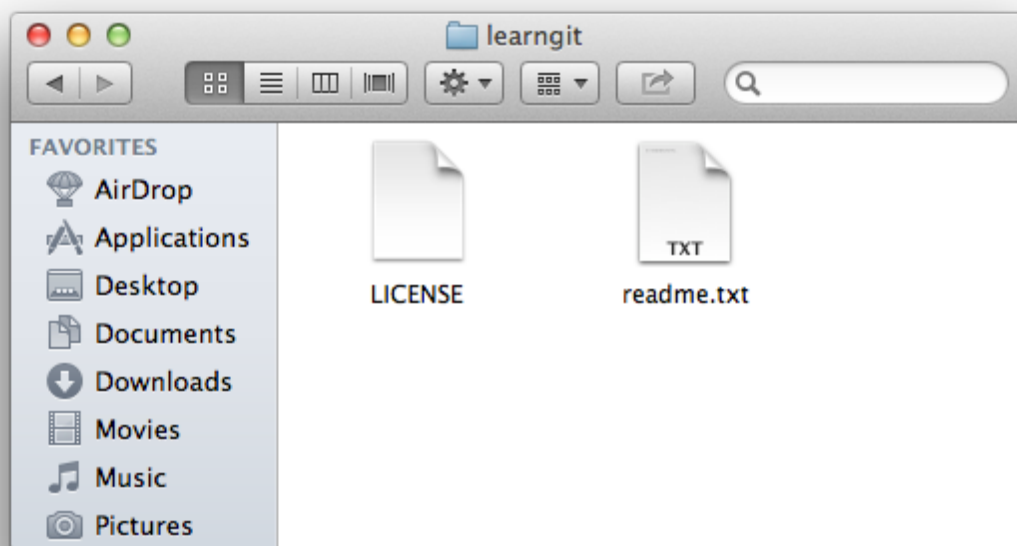 learngit
FAVORITES
AirDrop
Applications
Desktop
Documents
Downloads
Movies
Music
Pictures
TXT
LICENSE
readme.txt